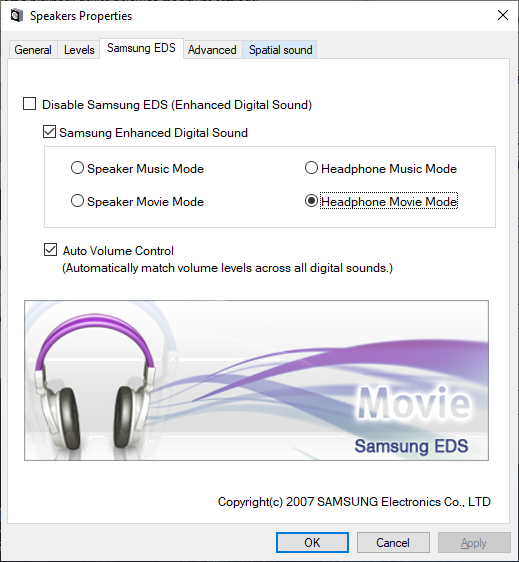 Speakers Properties
General
Levels
Samsung EDS
Advanced
Spatial sound
Disable Samsung EDS (Enhanced Digital Sound)
Samsung Enhanced Digital Sound
Speaker Music Mode
Headphone Music Mode
Speaker Movie Mode
Headphone Movie Mode
Auto Volume Control
(Automatically match volume levels across all digital sounds.)
Movie
Samsung EDS
Copyright(c) 2007 SAMSUNG Electronics Co., LTD
OK
Cancel
Apply